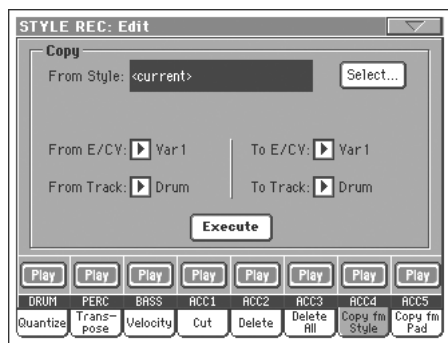 STYLE REC: Edit
Copy
From Style: <current> Select...
From E/CV: Var1 To E/CV: Var1
From Track: Drum To Track: Drum
Execute
Play Play Play Play Play Play Play Play
DRUM PERC BASS ACC1 ACC2 ACC3 ACC4 ACC5
Quantize Trans- Velocity Cut Delete Delete Copy fm Copy fm
pose All Style Pad